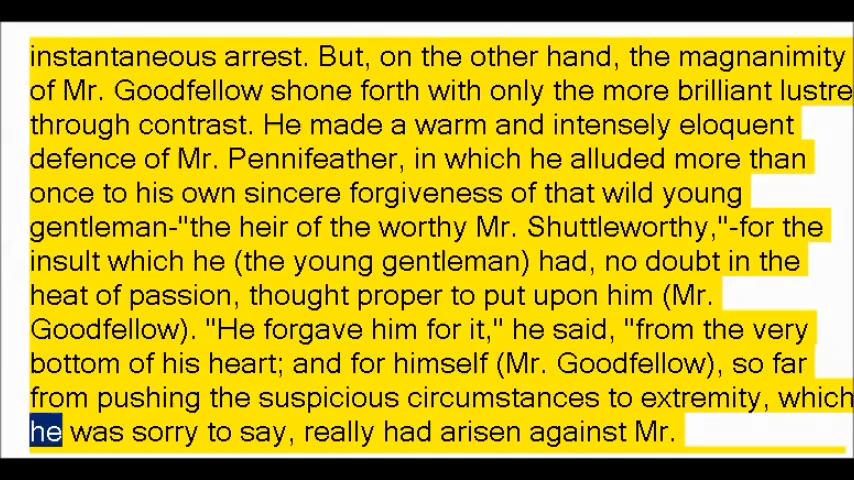 instantaneous arrest. But, on the other hand, the magnanimity
of Mr. Goodfellow shone forth with only the more brilliant lustre
through contrast. He made a warm and intensely eloquent
defence of Mr. Pennifeather, in which he alluded more than
once to his own sincere forgiveness of that wild young
gentleman-"the heir of the worthy Mr. Shuttleworthy,"-for the
insult which he (the young gentleman) had, no doubt in the
heat of passion, thought proper to put upon him (Mr.
Goodfellow). "He forgave him for it," he said, "from the very
bottom of his heart; and for himself (Mr. Goodfellow), so far
from pushing the suspicious circumstances to extremity, which
he was sorry to say, really had arisen against Mr.